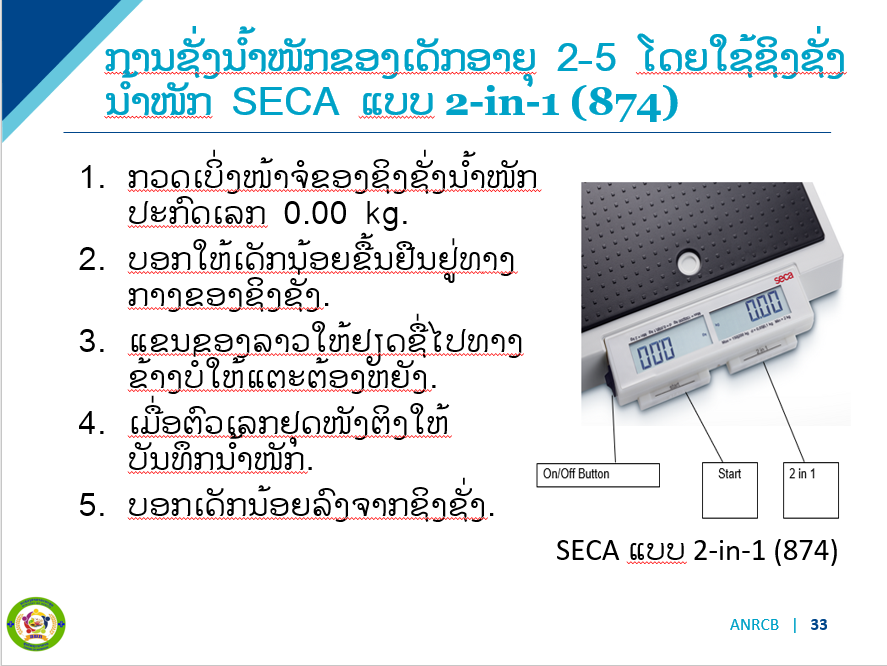 ການຊັ່ງນ້ຳໜັກຂອງເດັກອາຍຸ 2-5 ໂດຍໃຊ້ຊິງຊັ່ງ
ນ້ຳໜັກ SECA ແບບ 2-in-1 (874)
1. ກວດເບິ່ງໜ້າຈໍຂອງຊິງຊັ່ງນ້ຳໜັກ
ປະກົດເລກ 0.00 kg.
2. ບອກໃຫ້ເດັກນ້ອຍຂຶ້ນຢືນຢູ່ທາງ
ກາງຂອງຊິງຊັ່ງ.
3. ແຂນຂອງລາວໃຫ້ຢຽດຊື່ໄປທາງ
ຂ້າງບໍ່ໃຫ້ແຕະຕ້ອງຫຍັງ.
4. ເມື່ອຕົວເລກຢຸດໜັງຕິງໃຫ້
ບັນທຶກນ້ຳໜັກ.
5. ບອກເດັກນ້ອຍລົງຈາກຊິງຊັ່ງ.
seca
0.00
0.00
On/Off Button
Start
2 in 1
SECA ແບບ 2-in-1 (874)
ANRCB | 33